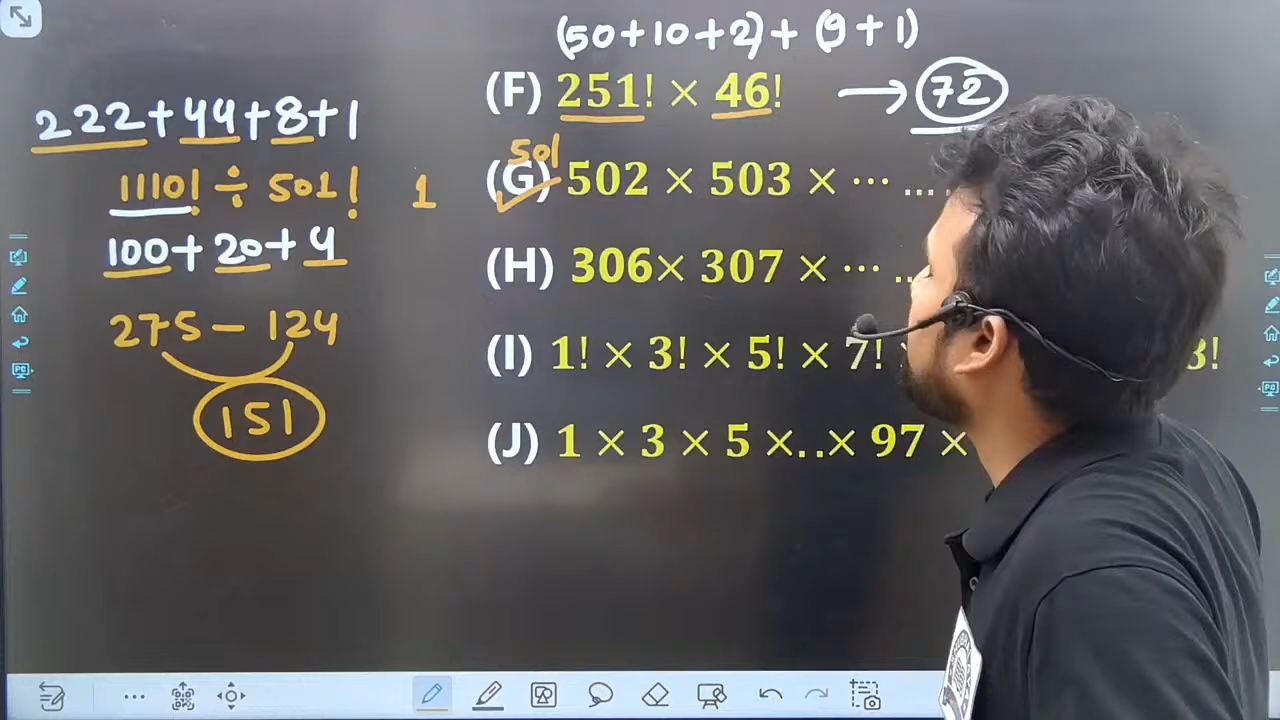 (50+10+2)+(9+1)
(F) 251! × 46! → 72
222+44+8+1
501
1110! ÷ 501! 1
(G) 502 × 503 × ⋯ ...
100+20+4
(H) 306× 307 × ⋯ ..
275 − 124
(I) 1! × 3! × 5! × 7! 3!
151
(J) 1 × 3 × 5 ×..× 97 ×